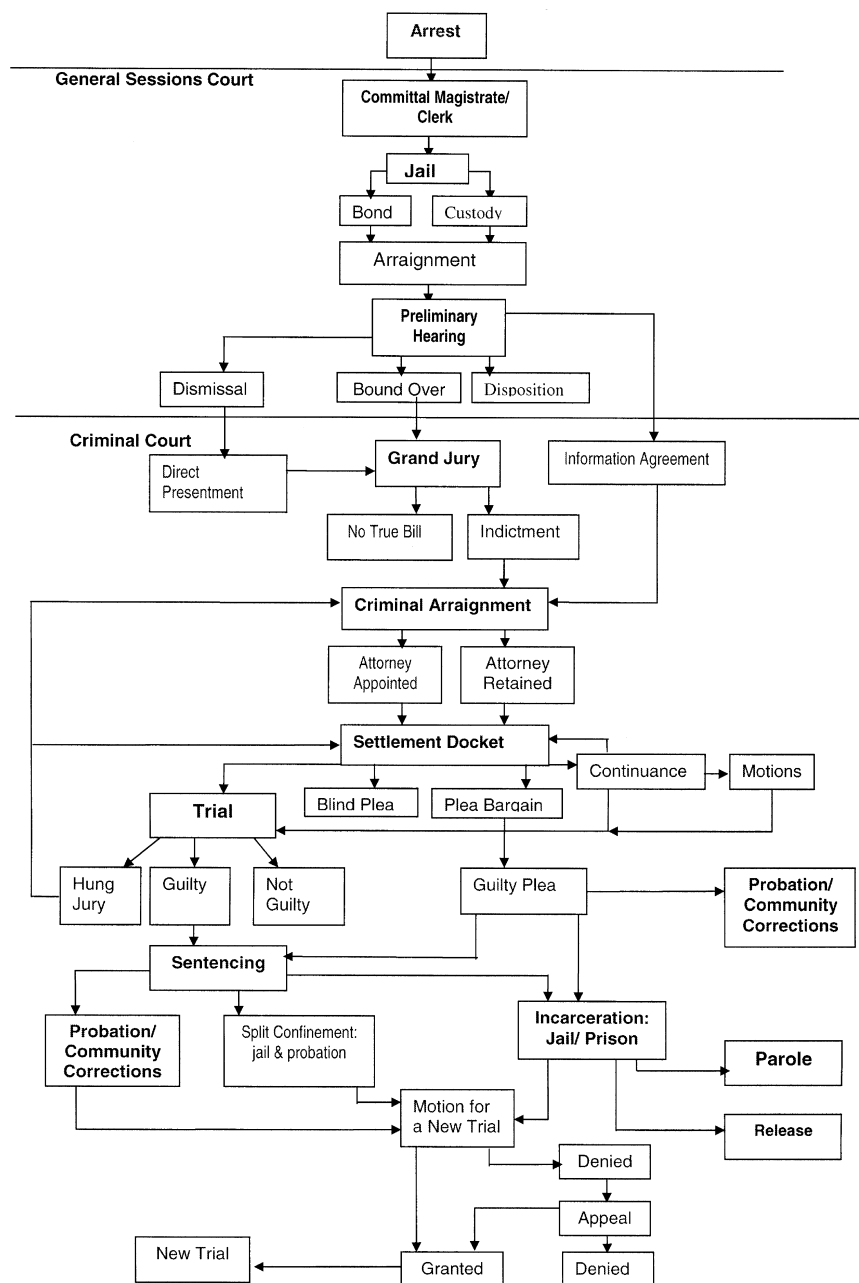 Arrest
General Sessions Court
Committal Magistrate/
Clerk
Jail
Bond
Custody
Arraignment
Preliminary
Hearing
Dismissal
Bound Over
Disposition
Criminal Court
Direct
Presentment
Grand Jury
Information Agreement
No True Bill
Indictment
Criminal Arraignment
Attorney
Appointed
Attorney
Retained
Settlement Docket
Continuance
Motions
Blind Plea
Plea Bargain
Trial
Hung
Jury
Guilty
Not
Guilty
Guilty Plea
Probation/
Community
Corrections
Sentencing
Probation/
Community
Corrections
Split Confinement:
jail & probation
Incarceration:
Jail/ Prison
Parole
Motion for
a New Trial
Release
Denied
Appeal
New Trial
Granted
Denied